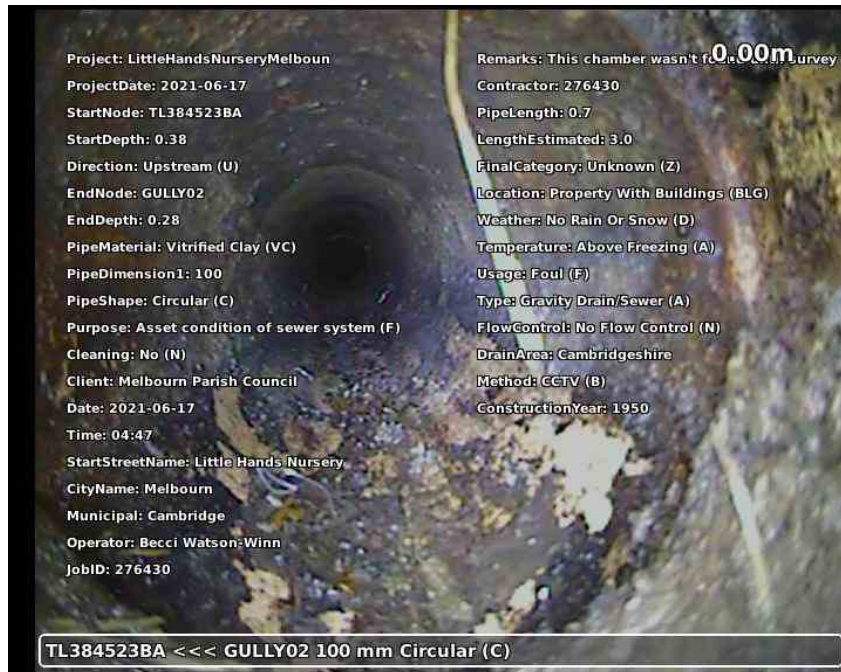 0.00m
Project: LittleHandsNurseryMelboun
ProjectDate: 2021-06-17
StartNode: TL384523BA
StartDepth: 0.38
Direction: Upstream (U)
EndNode: GULLY02
EndDepth: 0.28
PipeMaterial: Vitrified Clay (VC)
PipeDimension1: 100
PipeShape: Circular (C)
Purpose: Asset condition of sewer system (F)
Cleaning: No (N)
Client: Melbourn Parish Council
Date: 2021-06-17
Time: 04:47
StartStreetName: Little Hands Nursery
CityName: Melbourn
Municipal: Cambridge
Operator: Becci Watson-Winn
JobID: 276430
Remarks: This chamber wasn't survey
Contractor: 276430
PipeLength: 0.7
LengthEstimated: 3.0
FinalCategory: Unknown (Z)
Location: Property With Buildings (BLG)
Weather: No Rain Or Snow (D)
Temperature: Above Freezing (A)
Usage: Foul (F)
Type: Gravity Drain/Sewer (A)
FlowControl: No Flow Control (N)
DrainArea: Cambridgeshire
Method: CCTV (B)
ConstructionYear: 1950
TL384523BA <<< GULLY02 100 mm Circular (C)